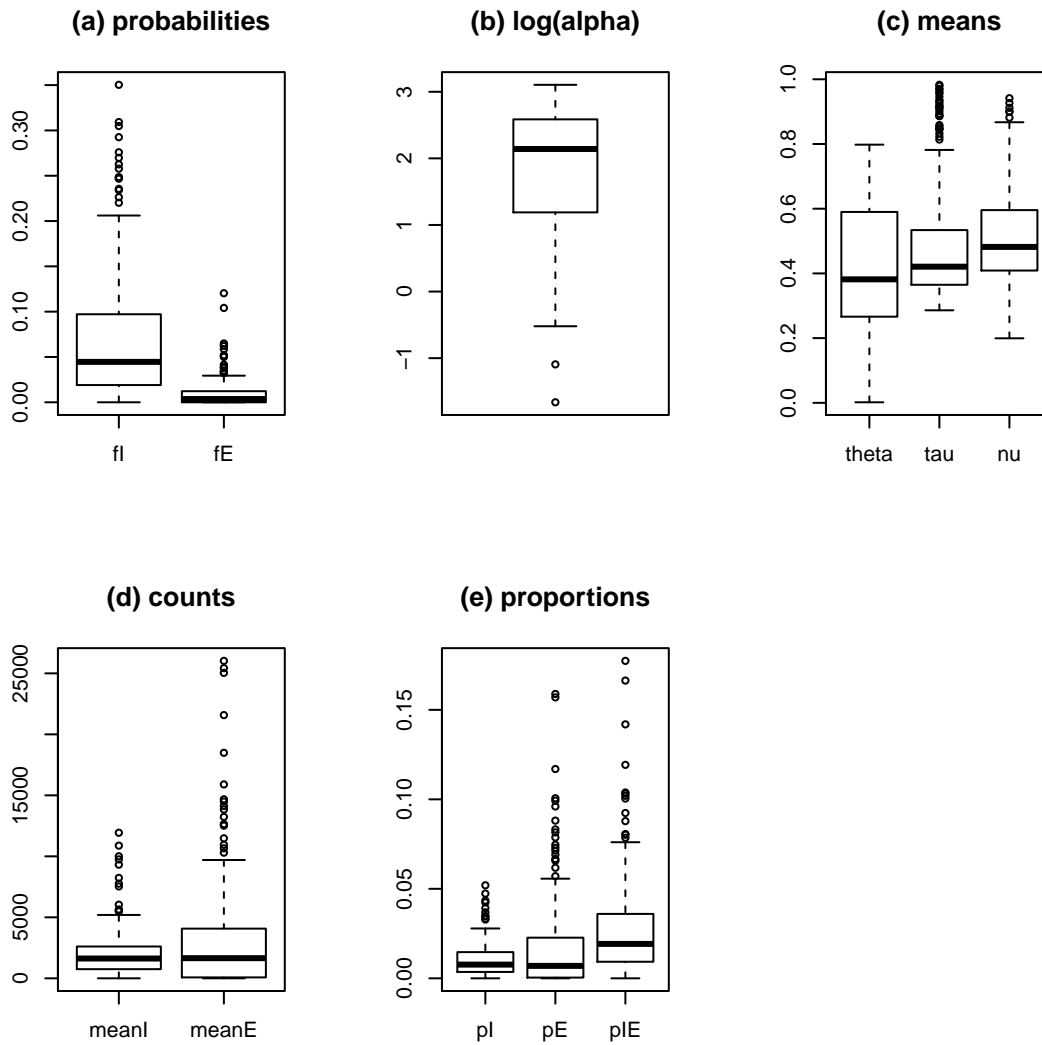 (a) probabilities
0.00 0.10 0.20 0.30
fI fE
(b) log(alpha)
−1 0 1 2 3
(c) means
0.0 0.2 0.4 0.6 0.8 1.0
theta tau nu
(d) counts
0 5000 15000 25000
meanI meanE
(e) proportions
0.00 0.05 0.10 0.15
pI pE pIE